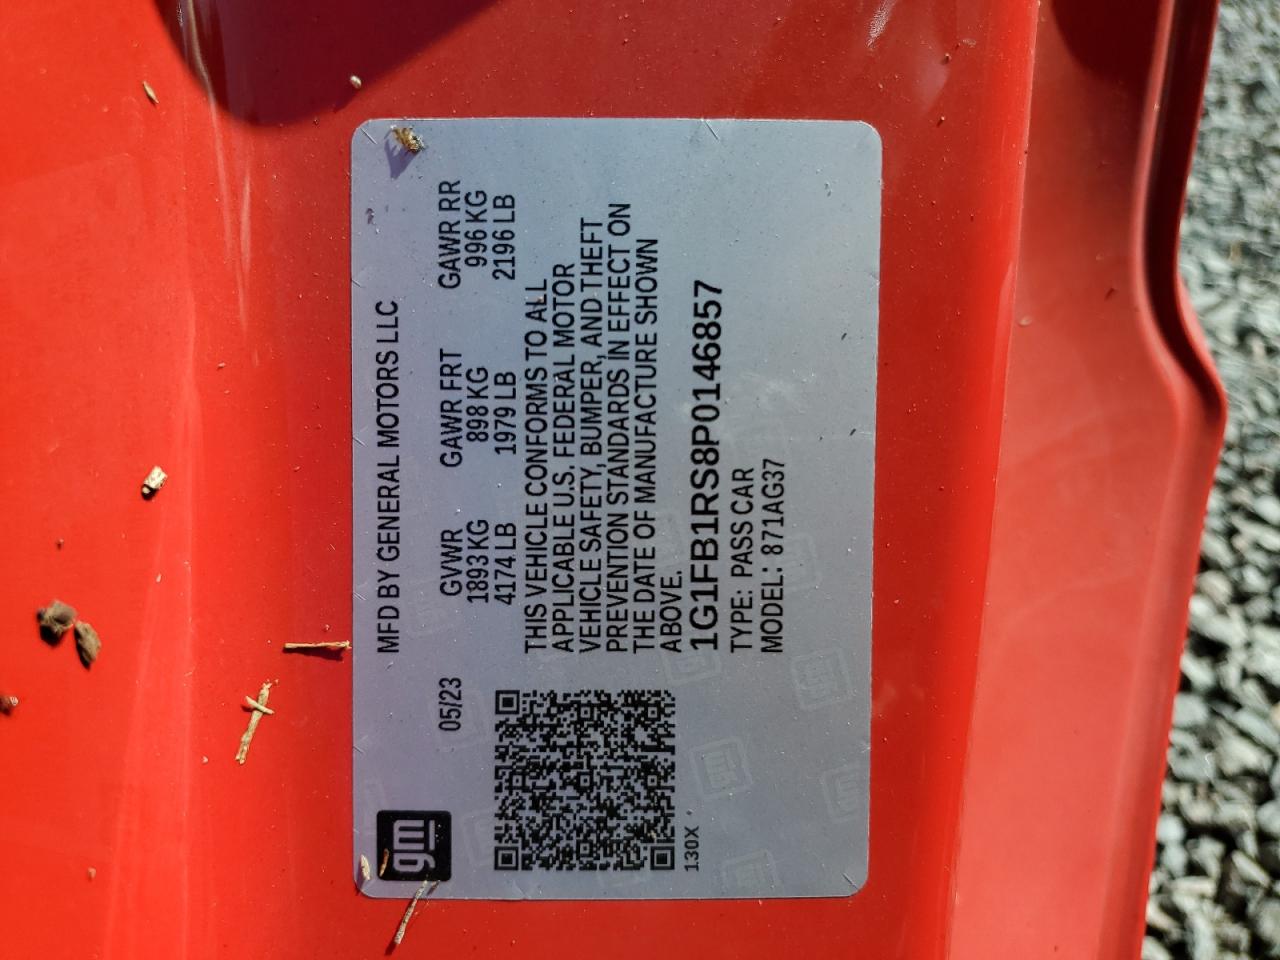 gm
MFD BY GENERAL MOTORS LLC
05/23
GVWR GAWR FRT GAWR RR
1893 KG 898 KG 996 KG
4174 LB 1979 LB 2196 LB
THIS VEHICLE CONFORMS TO ALL
APPLICABLE U.S. FEDERAL MOTOR
VEHICLE SAFETY, BUMPER, AND THEFT
PREVENTION STANDARDS IN EFFECT ON
THE DATE OF MANUFACTURE SHOWN
ABOVE.
1G1FB1RS8P0146857
TYPE: PASS CAR
MODEL: 871AG37
130X